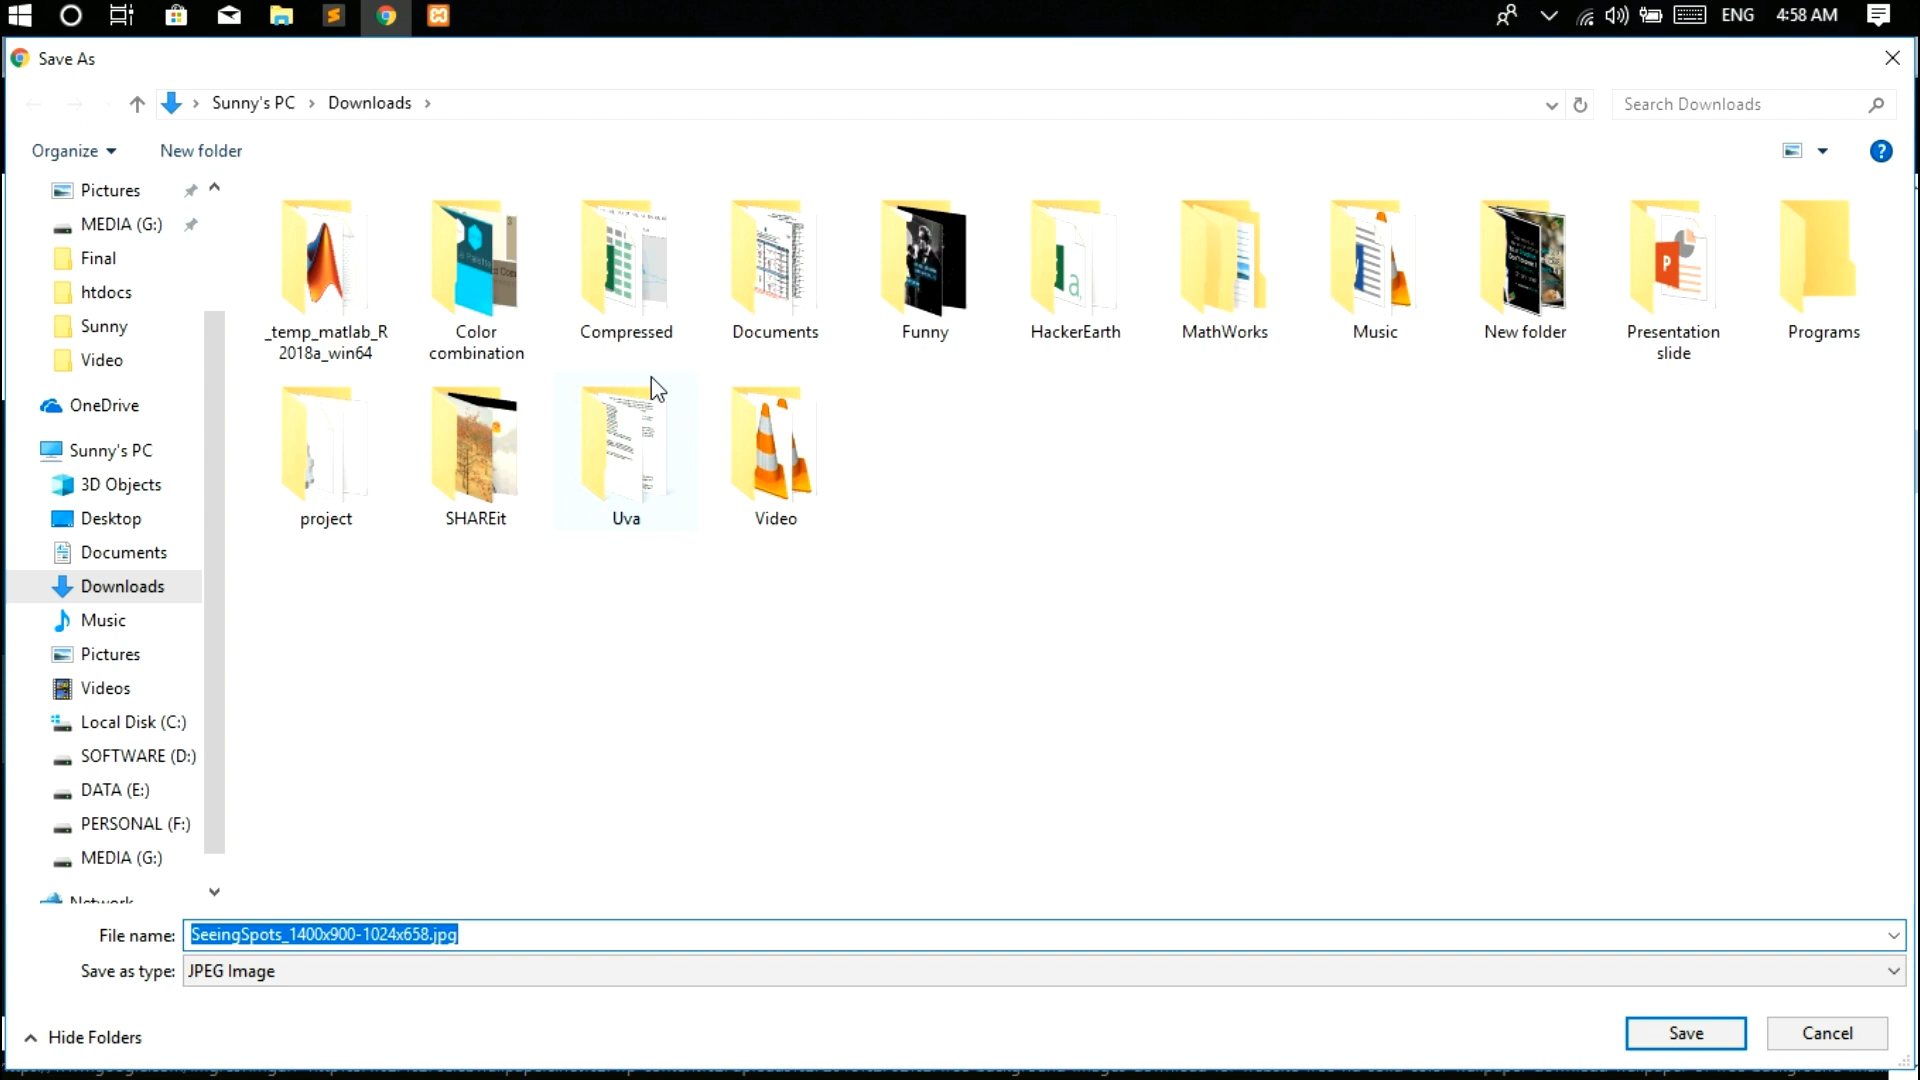 ENG 4:58 AM
Save As
Sunny's PC Downloads
Search Downloads
Organize
New folder
Pictures
MEDIA (G:)
Final
htdocs
Sunny
Video
OneDrive
Sunny's PC
3D Objects
Desktop
Documents
Downloads
Music
Pictures
Videos
Local Disk (C:)
SOFTWARE (D:)
DATA (E:)
PERSONAL (F:)
MEDIA (G:)
Network
_temp_matlab_R
2018a_win64
Color
combination
Compressed
Documents
Funny
HackerEarth
MathWorks
Music
New folder
Presentation
slide
Programs
project
SHAREit
Uva
Video
File name: SeeingSpots_1400x900-1024x658.jpg
Save as type: JPEG Image
Hide Folders
Save
Cancel